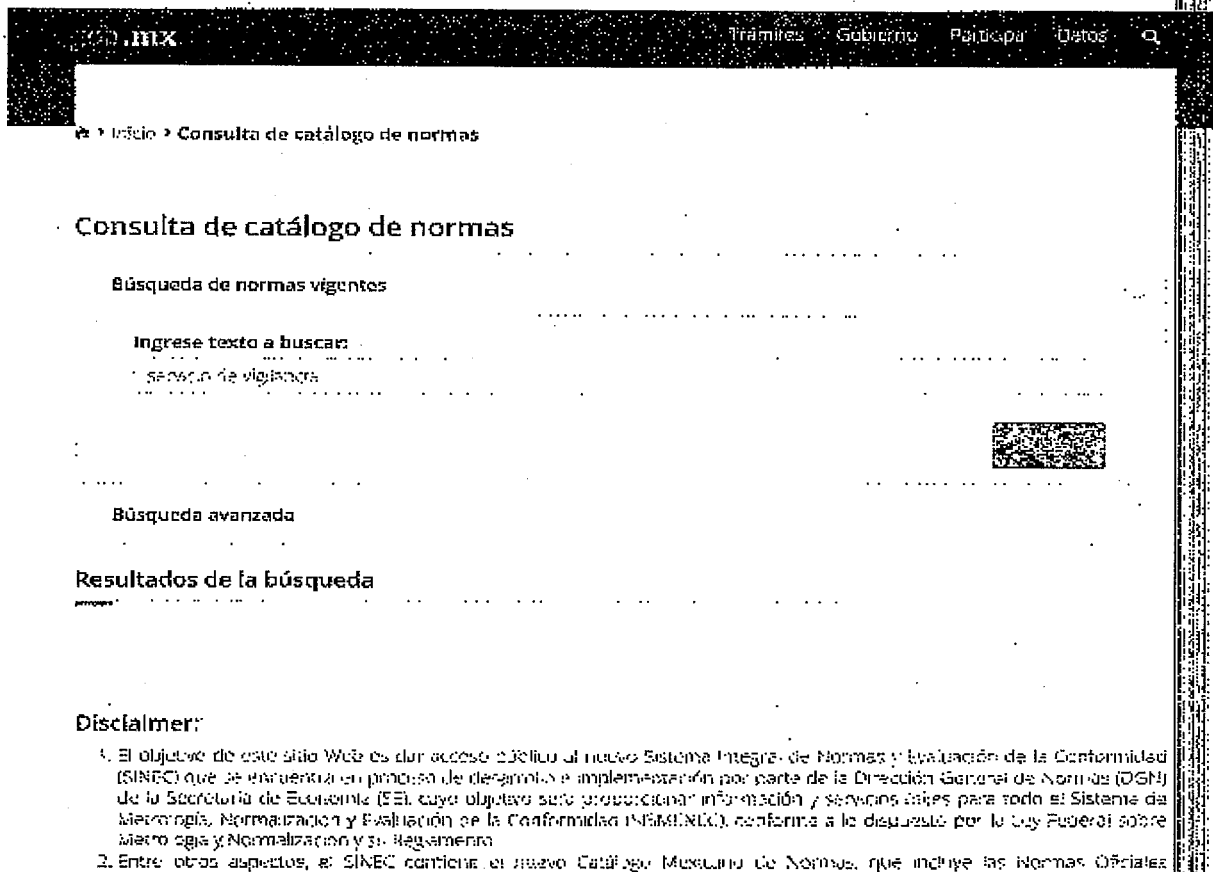 gob.mx
Trámites Gobierno Participa Datos
> Inicio > Consulta de catálogo de normas
Consulta de catálogo de normas
Búsqueda de normas vigentes
Ingrese texto a buscar:
servicio de vigilancia
Búsqueda avanzada
Resultados de la búsqueda
Disclaimer:
1. El objetivo de este sitio Web es dar acceso público al nuevo Sistema Integral de Normas y Evaluación de la Conformidad
(SINEC) que se encuentra en proceso de desarrollo e implementación por parte de la Dirección General de Normas (DGN)
de la Secretaría de Economía (SE), cuyo objetivo será proporcionar información y servicios útiles para todo el Sistema de
Metrología, Normalización y Evaluación de la Conformidad (SISMENEC), conforme a lo dispuesto por la Ley Federal sobre
Metrología y Normalización y su Reglamento
2. Entre otros aspectos, el SINEC contiene el nuevo Catálogo Mexicano de Normas, que incluye las Normas Oficiales